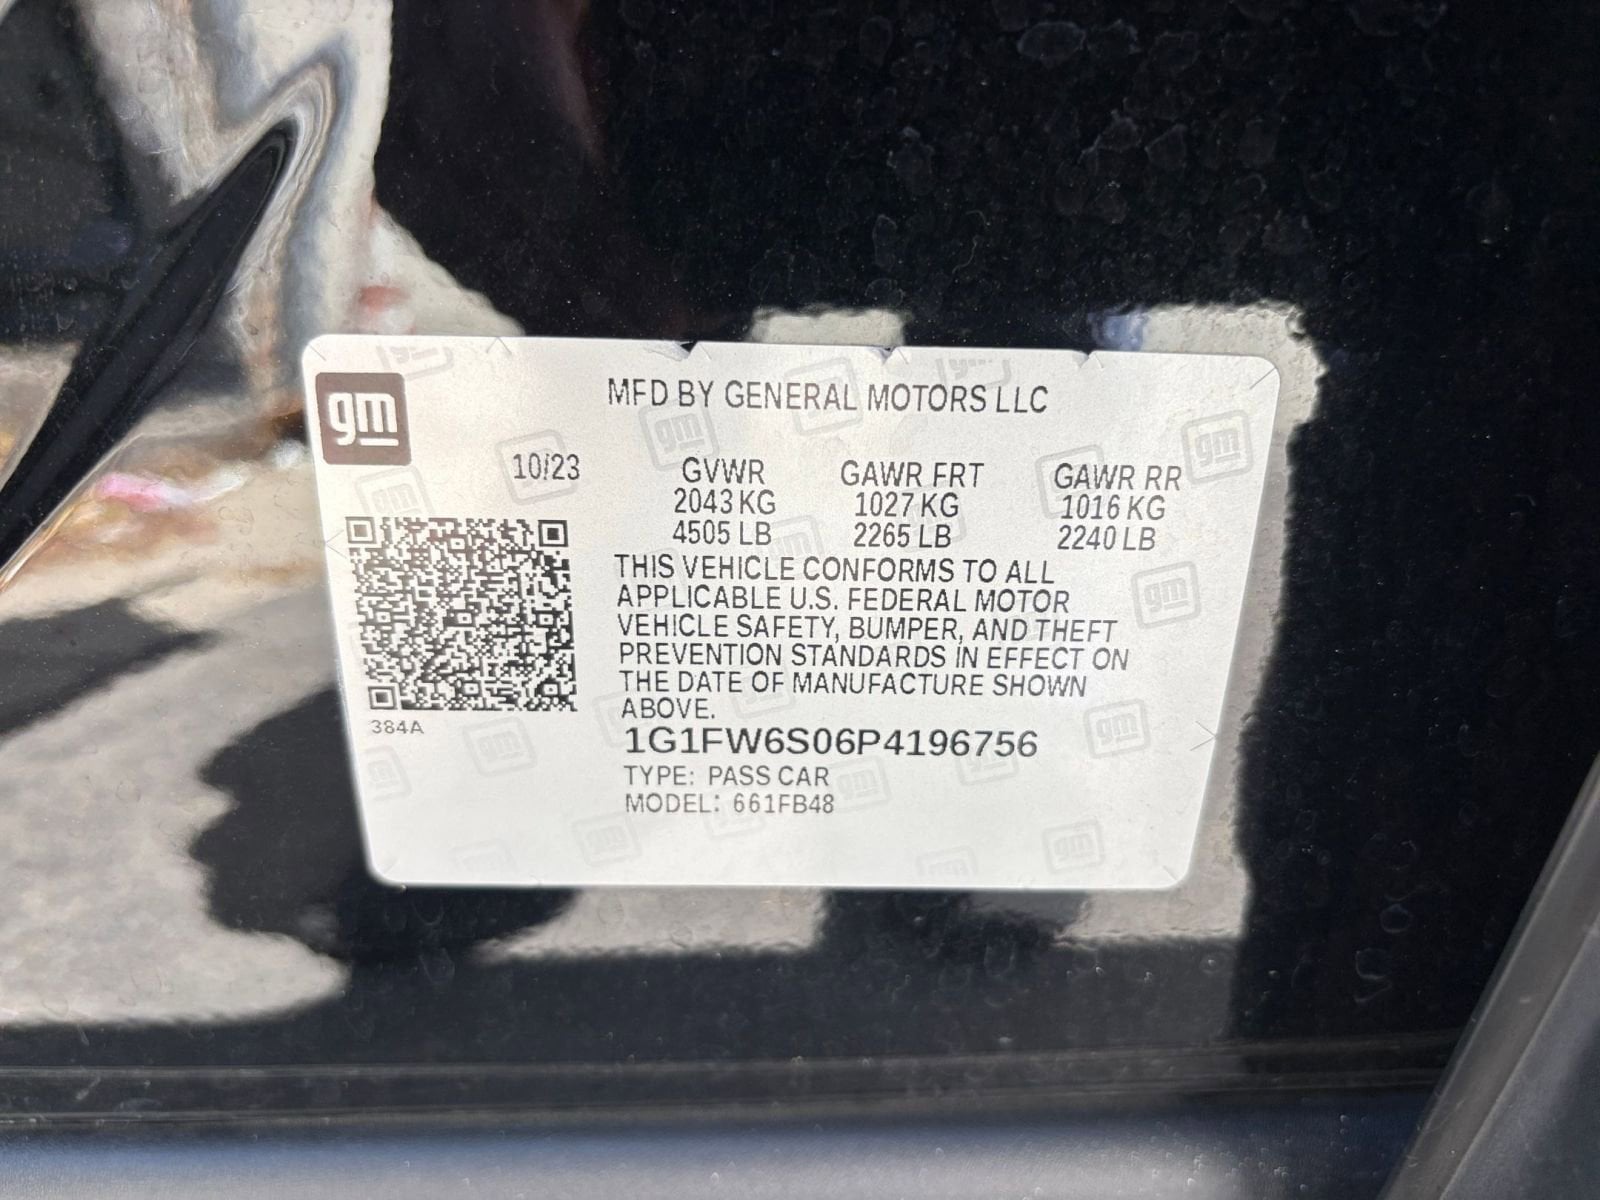 gm
MFD BY GENERAL MOTORS LLC
10/23 GVWR GAWR FRT GAWR RR
2043 KG 1027 KG 1016 KG
4505 LB 2265 LB 2240 LB
THIS VEHICLE CONFORMS TO ALL
APPLICABLE U.S. FEDERAL MOTOR
VEHICLE SAFETY, BUMPER, AND THEFT
PREVENTION STANDARDS IN EFFECT ON
THE DATE OF MANUFACTURE SHOWN
ABOVE.
384A
1G1FW6S06P4196756
TYPE: PASS CAR
MODEL: 661FB48